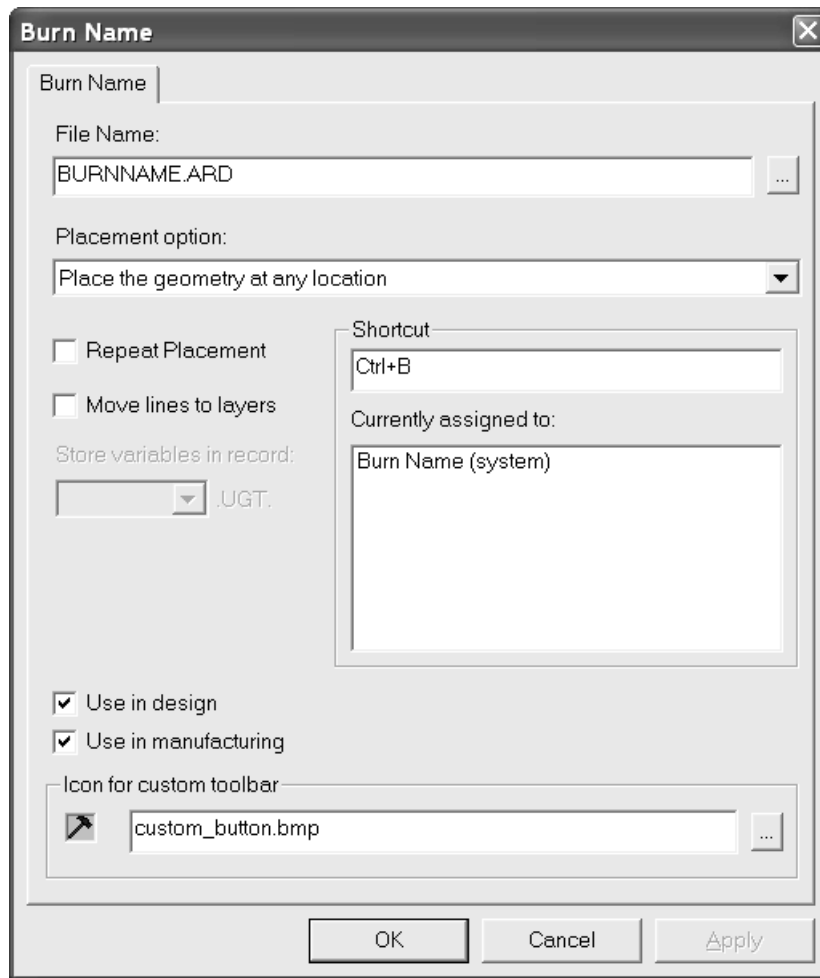 Burn Name
Burn Name
File Name:
BURNNAME.ARD
...
Placement option:
Place the geometry at any location
Repeat Placement
Move lines to layers
Store variables in record:
.UGT.
Shortcut
Ctrl+B
Currently assigned to:
Burn Name (system)
Use in design
Use in manufacturing
Icon for custom toolbar
custom_button.bmp
...
OK
Cancel
Apply